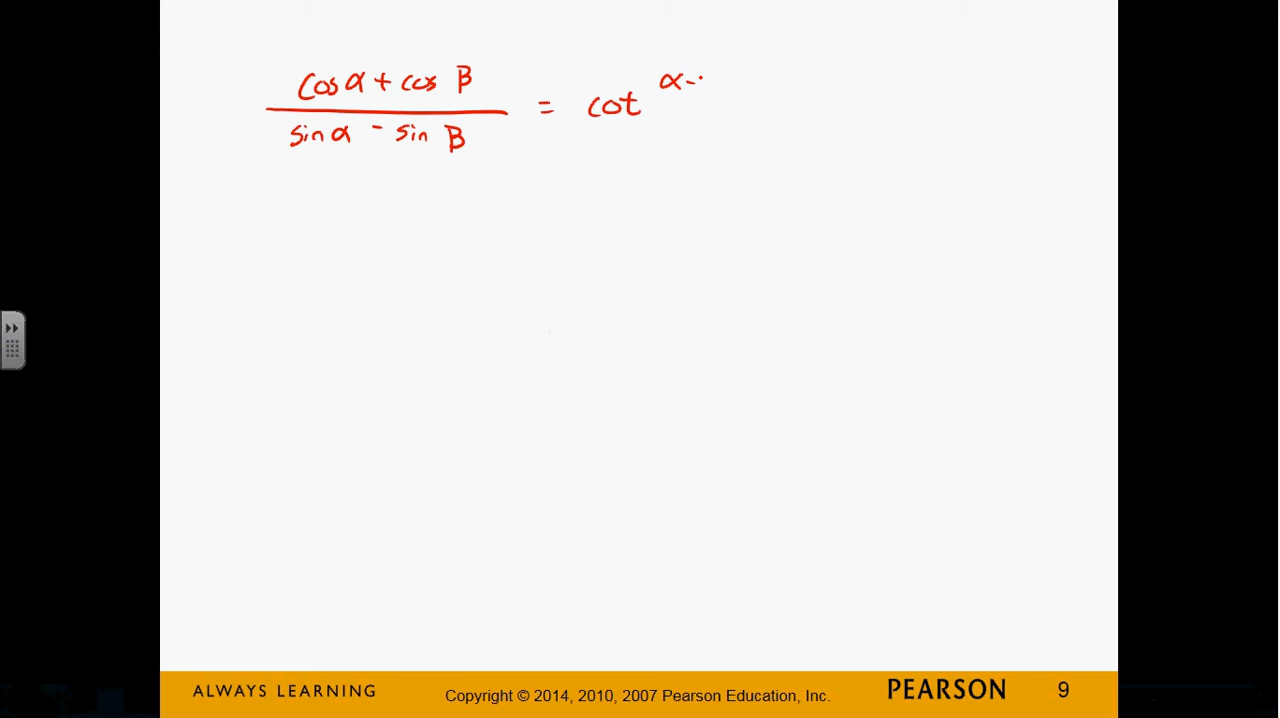 cos α + cos β
sin α - sin β
= cot α-
ALWAYS LEARNING
Copyright © 2014, 2010, 2007 Pearson Education, Inc.
PEARSON
9